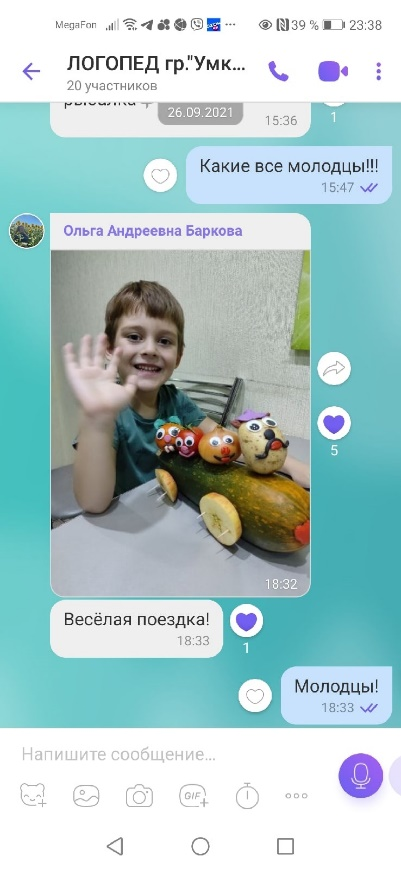 MegaFon 39 % 23:38
ЛОГОПЕД гр."Умк...
20 участников
26.09.2021
15:36
1
Какие все молодцы!!!
15:47
Ольга Андреевна Баркова
5
18:32
Весёлая поездка!
18:33
1
Молодцы!
18:33
Напишите сообщение...
GIF